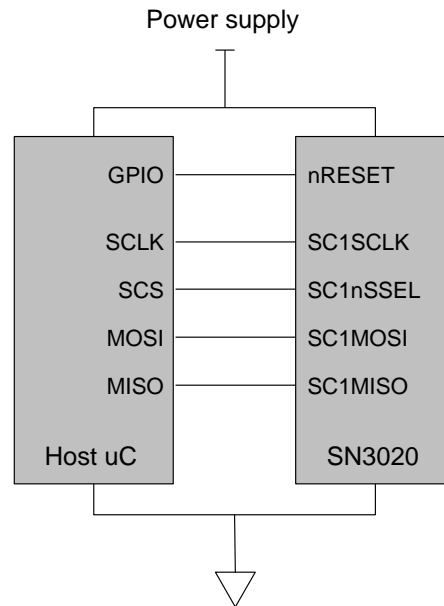 Power supply
GPIO nRESET
SCLK SC1SCLK
SCS SC1nSSEL
MOSI SC1MOSI
MISO SC1MISO
Host uC SN3020